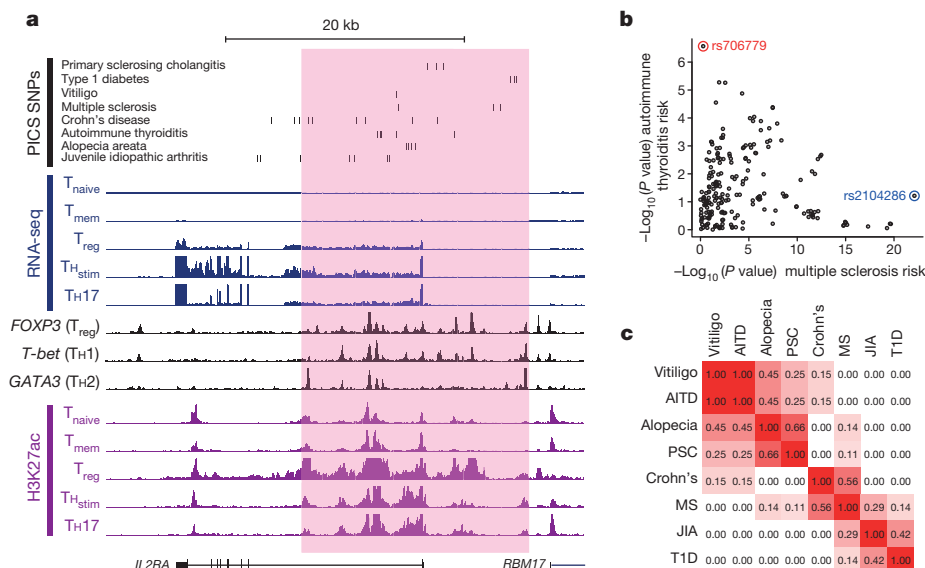 a
20 kb
PICS SNPs
Primary sclerosing cholangitis
Type 1 diabetes
Vitiligo
Multiple sclerosis
Crohn's disease
Autoimmune thyroiditis
Alopecia areata
Juvenile idiopathic arthritis
RNA-seq
Tnaive
Tmem
Treg
THstim
TH17
FOXP3 (Treg)
T-bet (TH1)
GATA3 (TH2)
H3K27ac
Tnaive
Tmem
Treg
THstim
TH17
IL2RA
RBM17
b
rs706779
rs2104286
–Log10 (P value) autoimmune
thyroiditis risk
6
5
4
3
2
1
0
0 5 10 15 20
–Log10 (P value) multiple sclerosis risk
c
Vitiligo AITD Alopecia PSC Crohn's MS JIA T1D
Vitiligo 1.00 1.00 0.45 0.25 0.15 0.00 0.00 0.00
AITD 1.00 1.00 0.45 0.25 0.15 0.00 0.00 0.00
Alopecia 0.45 0.45 1.00 0.66 0.00 0.14 0.00 0.00
PSC 0.25 0.25 0.66 1.00 0.00 0.11 0.00 0.00
Crohn's 0.15 0.15 0.00 0.00 1.00 0.56 0.00 0.00
MS 0.00 0.00 0.14 0.11 0.56 1.00 0.29 0.14
JIA 0.00 0.00 0.00 0.00 0.00 0.29 1.00 0.42
T1D 0.00 0.00 0.00 0.00 0.00 0.14 0.42 1.00